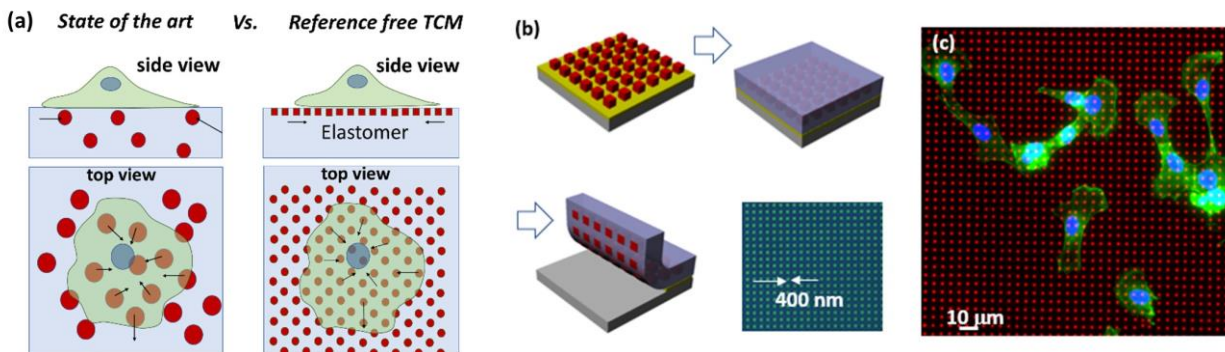 (a) State of the art Vs. Reference free TCM
side view
side view
Elastomer
top view
top view
(b)
400 nm
(c)
10 μm